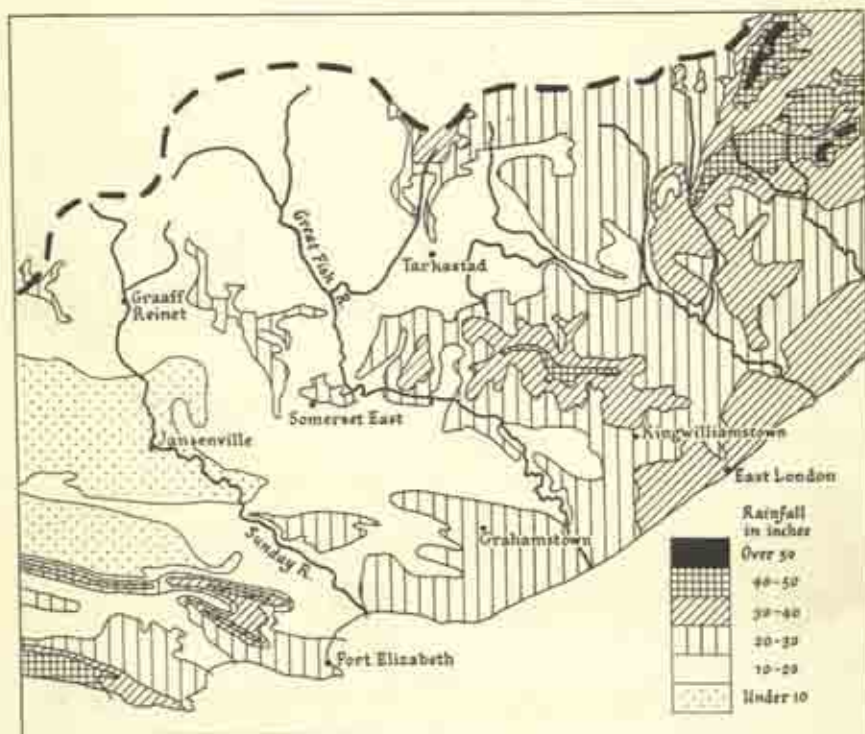 Great Fish R.
Tarkastad
Graaff
Reinet
Somerset East
Jansenville
Kingwilliamstown
East London
Grahamstown
Sunday R.
Port Elizabeth
Rainfall
in inches
Over 50
40-50
30-40
20-30
10-20
Under 10